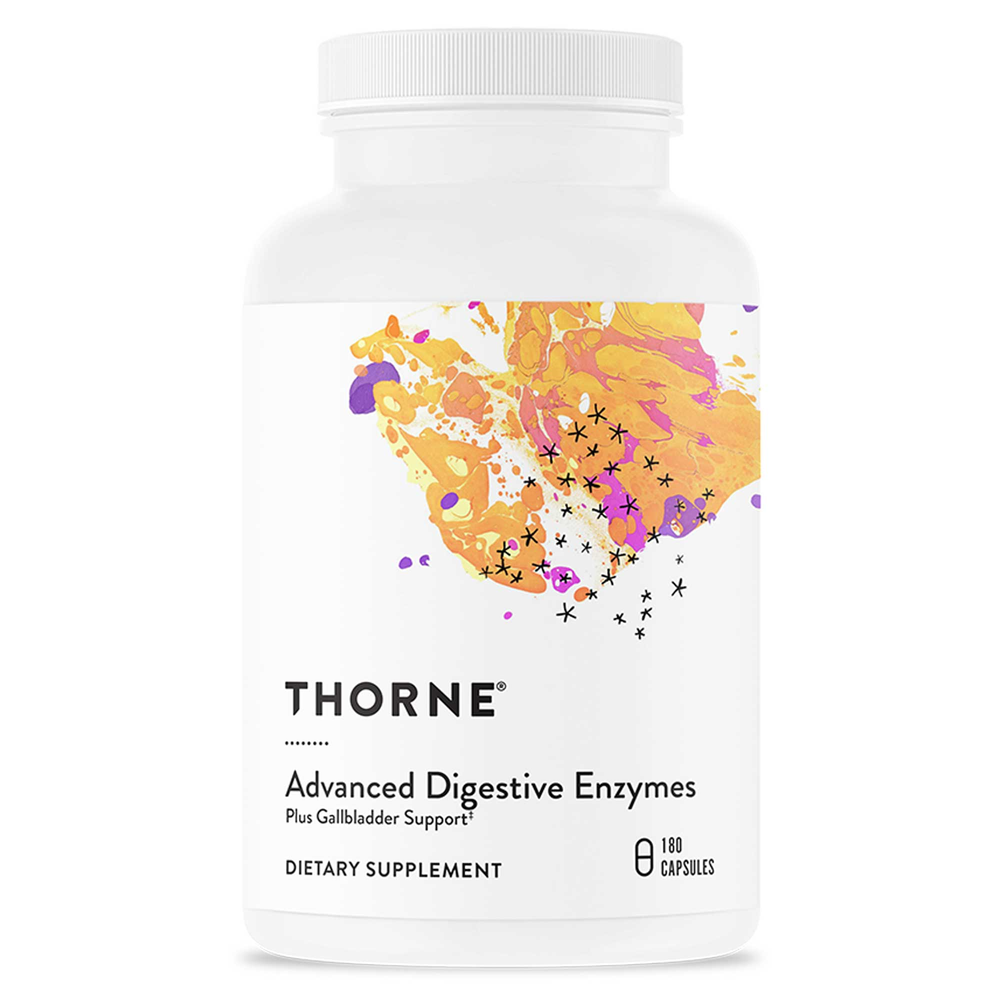 THORNE®
Advanced Digestive Enzymes
Plus Gallbladder Support‡
DIETARY SUPPLEMENT
180
CAPSULES